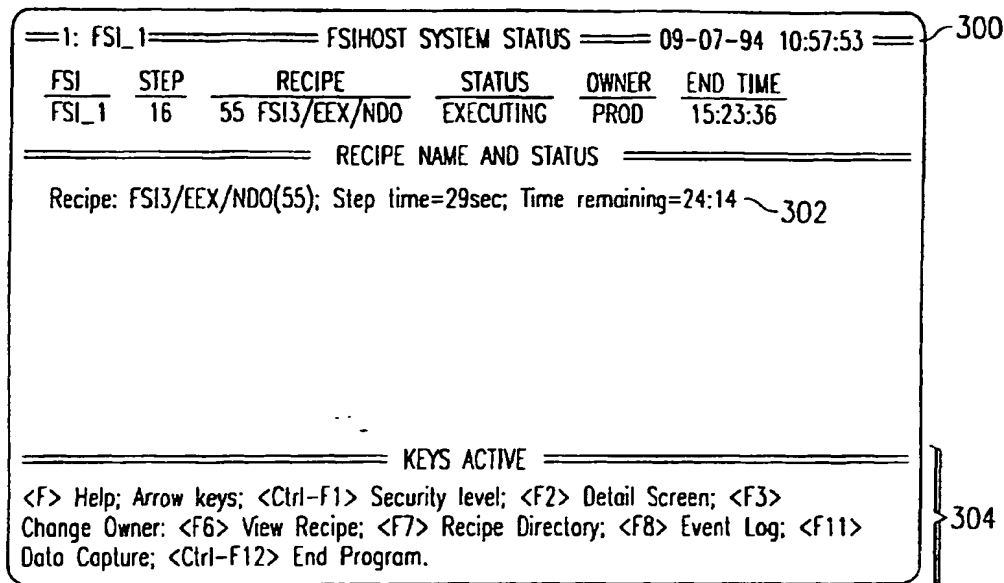 1: FSI_1 FSIHOST SYSTEM STATUS 09-07-94 10:57:53
300
FSI STEP RECIPE STATUS OWNER END TIME
FSI_1 16 55 FSI3/EEX/NDO EXECUTING PROD 15:23:36
RECIPE NAME AND STATUS
Recipe: FSI3/EEX/NDO(55); Step time=29sec; Time remaining=24:14
302
KEYS ACTIVE
<F> Help; Arrow keys; <Ctrl-F1> Security level; <F2> Detail Screen; <F3>
Change Owner: <F6> View Recipe; <F7> Recipe Directory; <F8> Event Log; <F11>
Data Capture; <Ctrl-F12> End Program.
304